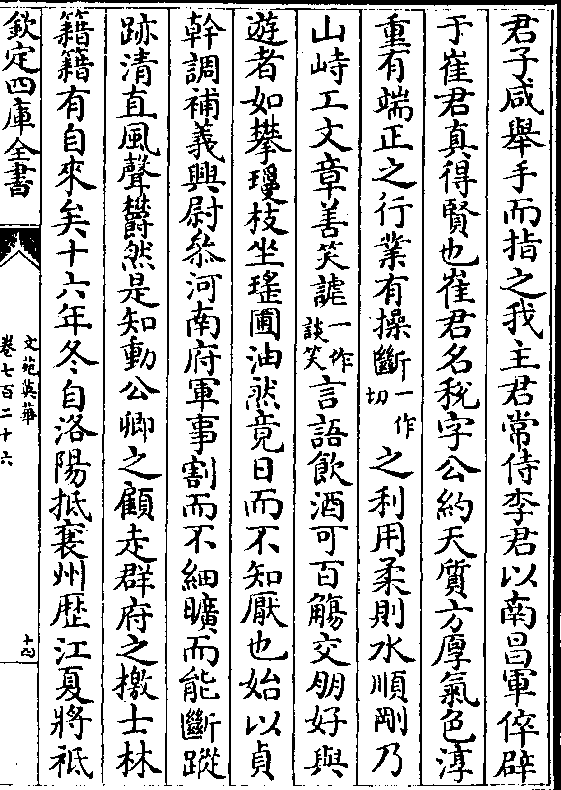 君子咸舉手而指之我主君常侍李君以南昌軍倅辟
于崔君真得賢也崔君名稅字公約天質方厚氣色淳
重有端正之行業有操斷一作切之利用柔則水順剛乃
山峙工文章善笑謔一作談笑言語飲酒可百觴交朋好與
遊者如攀瓊枝坐瑤圃油然竟日而不知厭也始以貞
幹調補義興尉叅河南府軍事割而不細曠而能斷蹤
跡清直風聲欝然是知動公卿之顧走群府之檄士林
籍籍有自來矣十六年冬自洛陽抵襄州歷江夏將祗
欽定四庫全書
文苑英華
卷七百二十六
十四